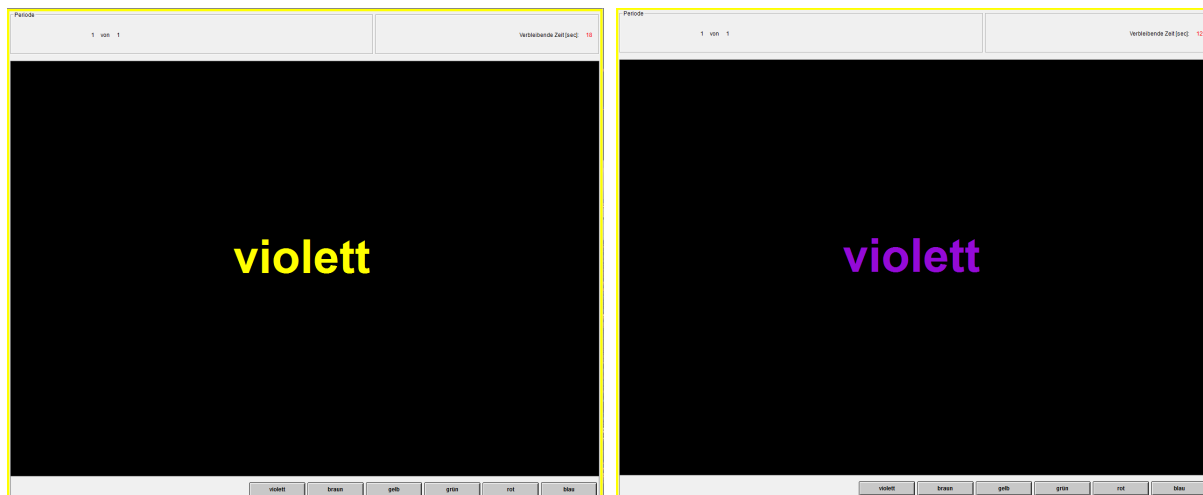 Periode
1 von 1
Verbleibende Zeit [sec]: 18
violett
violett braun gelb grün rot blau
Periode
1 von 1
Verbleibende Zeit [sec]: 12
violett
violett braun gelb grün rot blau